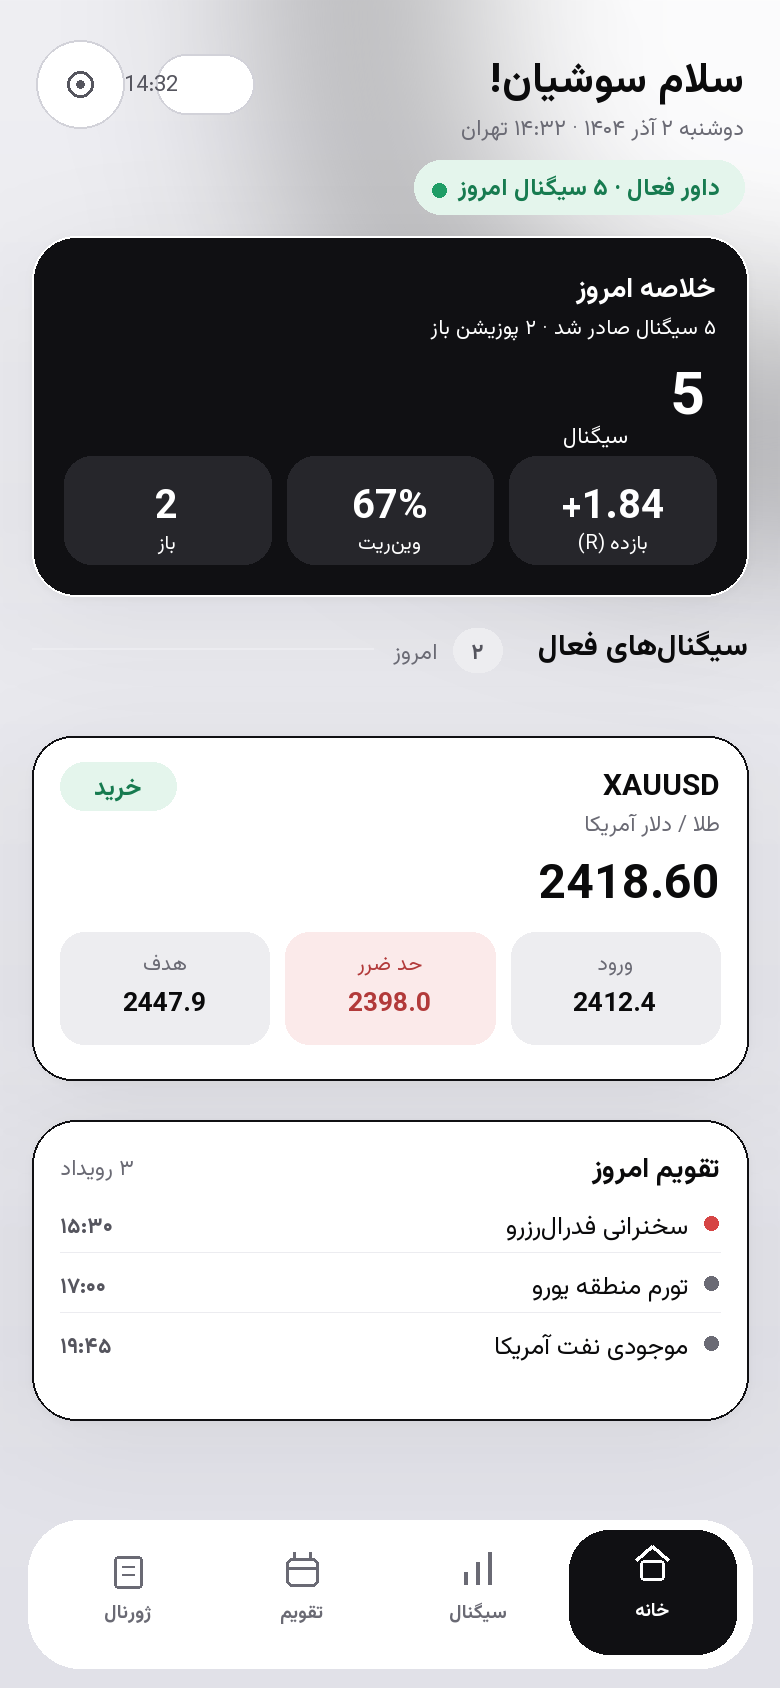 سلام سوشیان!
14:32
دوشنبه ۲ آذر ۱۴۰۴ · ۱۴:۳۲ تهران
داور فعال · ۵ سیگنال امروز
خلاصه امروز
۵ سیگنال صادر شد · ۲ پوزیشن باز
5
سیگنال
+1.84
بازده (R)
67%
وین‌ریت
2
باز
سیگنال‌های فعال
۲
امروز
XAUUSD
خرید
طلا / دلار آمریکا
2418.60
ورود
2412.4
حد ضرر
2398.0
هدف
2447.9
تقویم امروز
۳ رویداد
سخنرانی فدرال‌رزرو
۱۵:۳۰
تورم منطقه یورو
۱۷:۰۰
موجودی نفت آمریکا
۱۹:۴۵
خانه
سیگنال
تقویم
ژورنال